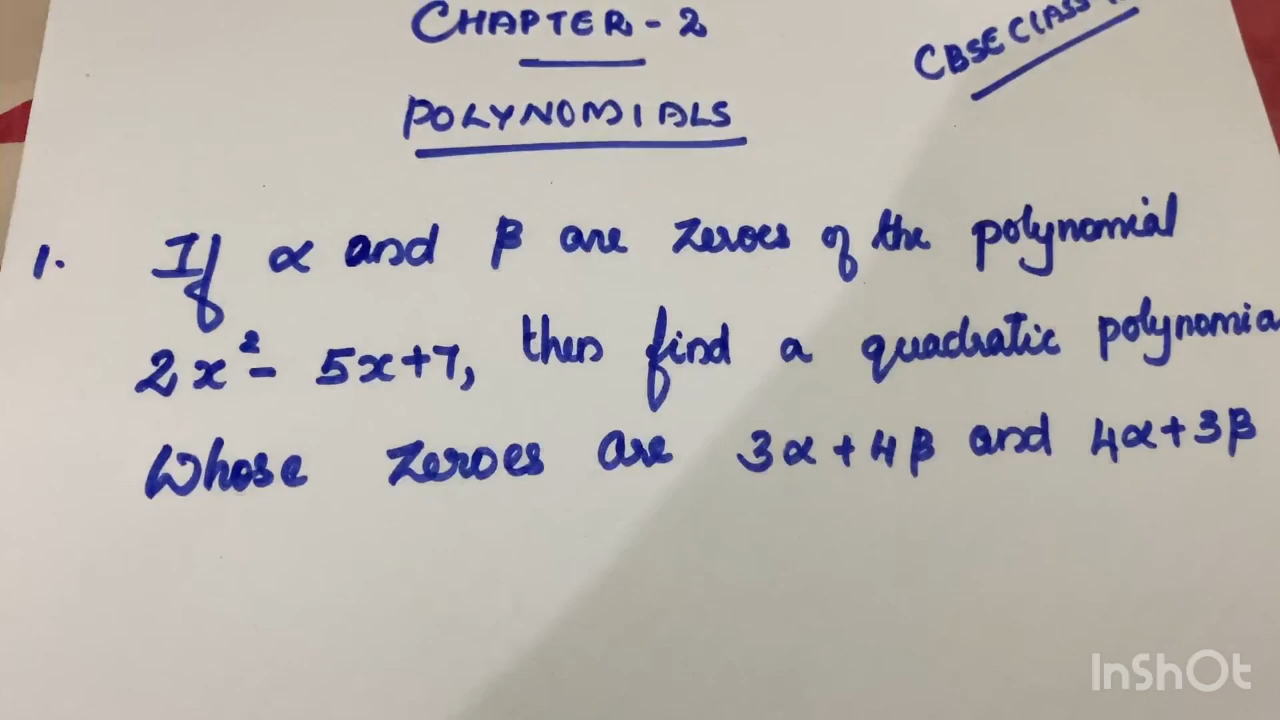 CHAPTER - 2
CBSE CLASS
POLYNOMIALS
1. If α and β are zeroes of the polynomial
2x² - 5x+7, then find a quadratic polynomia
Whose zeroes are 3α + 4β and 4α+3β
InShOt